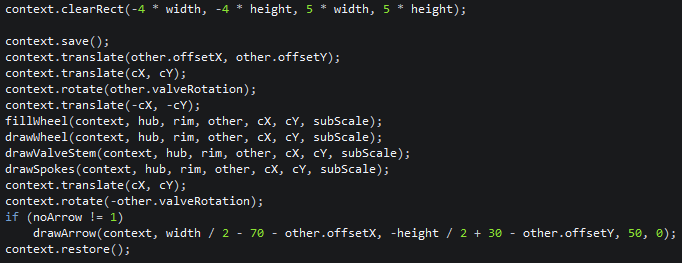 context.clearRect(-4 * width, -4 * height, 5 * width, 5 * height);

context.save();
context.translate(other.offsetX, other.offsetY);
context.translate(cX, cY);
context.rotate(other.valveRotation);
context.translate(-cX, -cY);
fillWheel(context, hub, rim, other, cX, cY, subScale);
drawWheel(context, hub, rim, other, cX, cY, subScale);
drawValveStem(context, hub, rim, other, cX, cY, subScale);
drawSpokes(context, hub, rim, other, cX, cY, subScale);
context.translate(cX, cY);
context.rotate(-other.valveRotation);
if (noArrow != 1)
    drawArrow(context, width / 2 - 70 - other.offsetX, -height / 2 + 30 - other.offsetY, 50, 0);
context.restore();